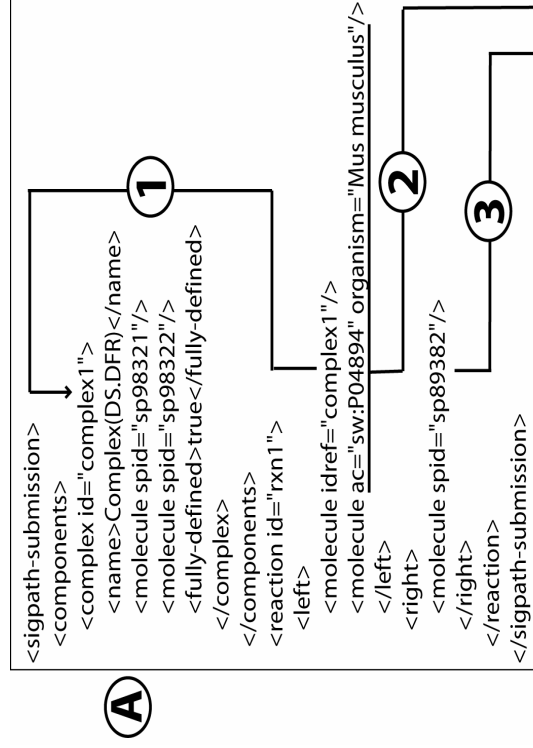 A
<sigpath-submission>
<components>
<complex id="complex1">
<name>Complex(DS.DFR)</name>
<molecule spid="sp98321"/>
<molecule spid="sp98322"/>
<fully-defined>true</fully-defined>
</complex>
</components>
<reaction id="rxn1">
<left>
<molecule idref="complex1"/>
<molecule ac="sw:P04894" organism="Mus musculus"/>
</left>
<right>
<molecule spid="sp89382"/>
</right>
</reaction>
</sigpath-submission>
1
2
3